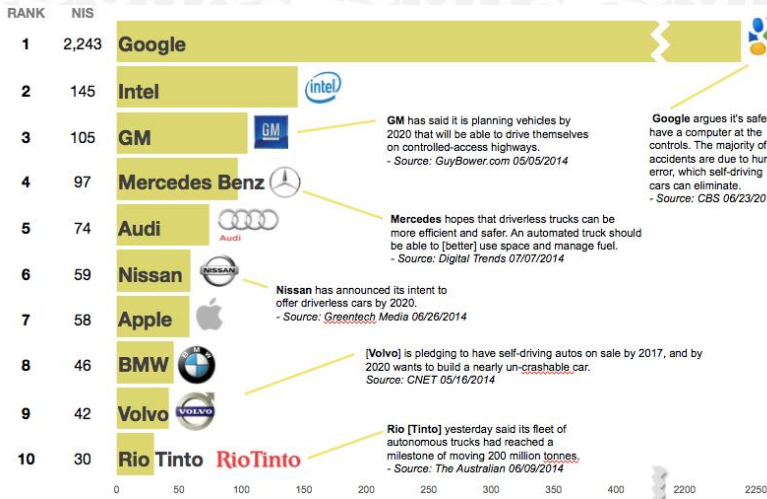 RANK NIS
1 2,243 Google
2 145 Intel intel
3 105 GM GM
GM has said it is planning vehicles by
2020 that will be able to drive themselves
on controlled-access highways.
- Source: GuyBower.com 05/05/2014
Google argues it's safe
have a computer at the
controls. The majority of
accidents are due to hu
error, which self-driving
cars can eliminate.
- Source: CBS 06/23/20
4 97 Mercedes Benz
Mercedes hopes that driverless trucks can be
more efficient and safer. An automated truck should
be able to [better] use space and manage fuel.
- Source: Digital Trends 07/07/2014
5 74 Audi Audi
6 59 Nissan NISSAN
Nissan has announced its intent to
offer driverless cars by 2020.
- Source: Greentech Media 06/26/2014
7 58 Apple
8 46 BMW BMW
[Volvo] is pledging to have self-driving autos on sale by 2017, and by
2020 wants to build a nearly un-crashable car.
Source: CNET 05/16/2014
9 42 Volvo VOLVO
10 30 Rio Tinto RioTinto
Rio [Tinto] yesterday said its fleet of
autonomous trucks had reached a
milestone of moving 200 million tonnes.
- Source: The Australian 06/09/2014
0 50 100 150 200 250 300 350 400 2200 2250